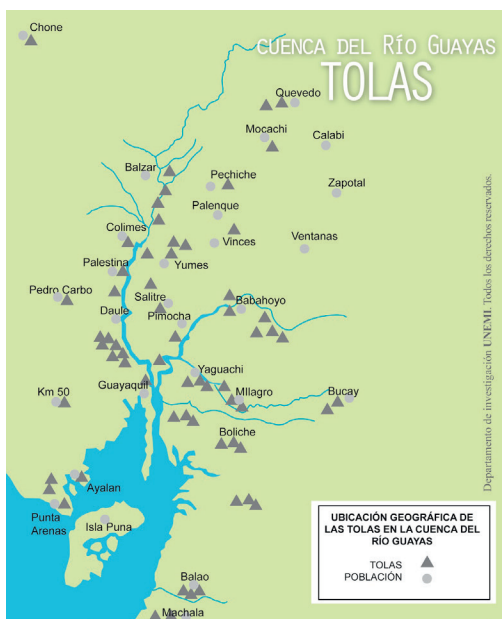 CUENCA DEL Río GUAYAS
TOLAS
Chone
Quevedo
Mocachi
Calabi
Balzar
Pechiche
Zapotal
Palenque
Colimes
Vinces
Ventanas
Palestina
Yumes
Pedro Carbo
Salitre
Babahoyo
Daule
Pimocha
Yaguachi
Km 50
Guayaquil
MIlagro
Bucay
Boliche
Ayalan
Punta
Arenas
Isla Puna
Balao
Machala
Departamento de investigación UNEMI. Todos los derechos reservados.
UBICACIÓN GEOGRÁFICA DE
LAS TOLAS EN LA CUENCA DEL
RÍO GUAYAS
TOLAS
POBLACIÓN